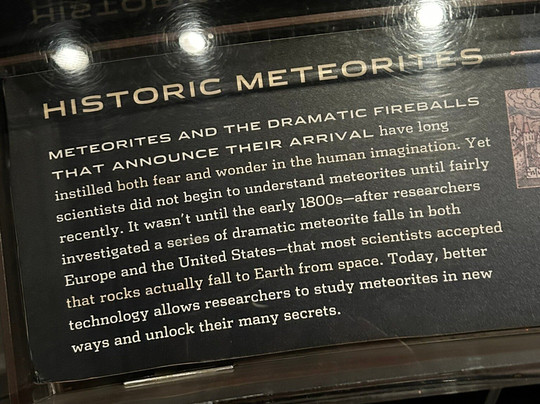 HISTORIC METEORITES
METEORITES AND THE DRAMATIC FIREBALLS
THAT ANNOUNCE THEIR ARRIVAL have long
instilled both fear and wonder in the human imagination. Yet
scientists did not begin to understand meteorites until fairly
recently. It wasn't until the early 1800s—after researchers
investigated a series of dramatic meteorite falls in both
Europe and the United States—that most scientists accepted
that rocks actually fall to Earth from space. Today, better
technology allows researchers to study meteorites in new
ways and unlock their many secrets.